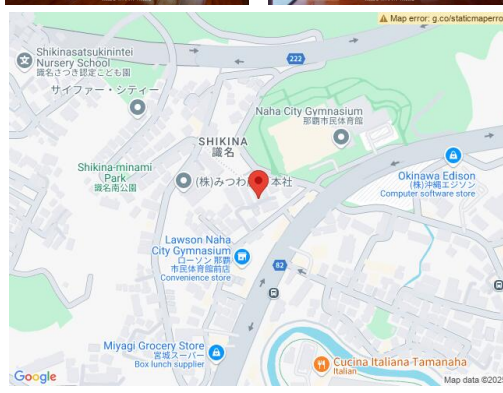 Map error: g.co/staticmaperro
Shikinasatsukinintei
Nursery School
識名さつき認定こども園
サイファー・シティー
222
Naha City Gymnasium
那覇市民体育館
SHIKINA
識名
Shikina-minami
Park
識名南公園
(株)みつわ
本社
Okinawa Edison
(株)沖縄エジソン
Computer software store
Lawson Naha
City Gymnasium
ローソン 那覇
市民体育館前店
Convenience store
82
Miyagi Grocery Store
宮城スーパー
Box lunch supplier
Cucina Italiana Tamanaha
Italian
Google
Map data ©202